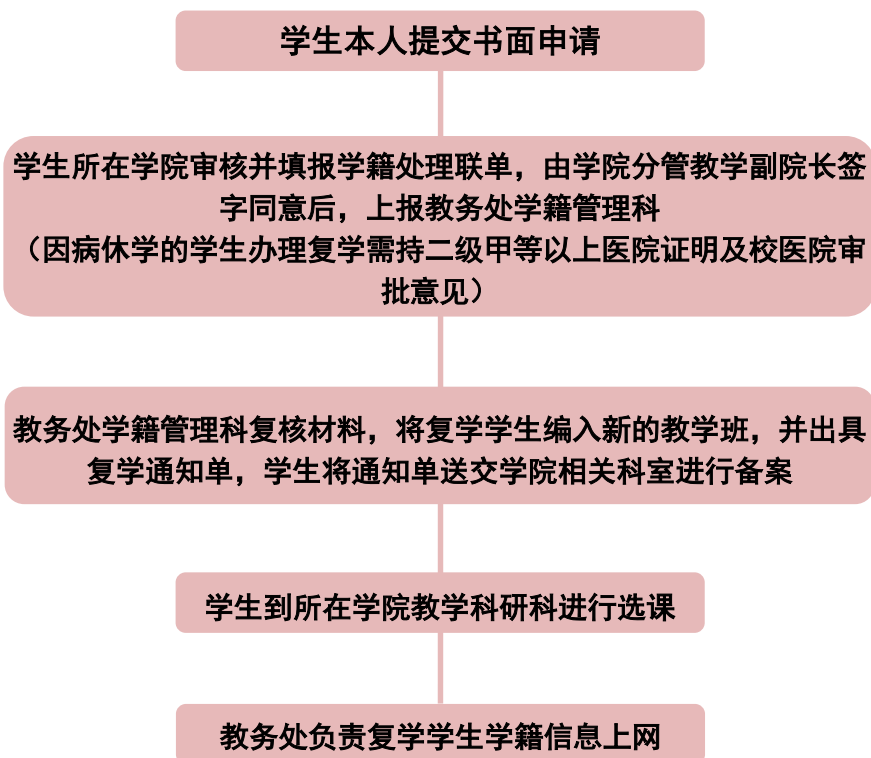 学生本人提交书面申请
学生所在学院审核并填报学籍处理联单，由学院分管教学副院长签
字同意后，上报教务处学籍管理科
（因病休学的学生办理复学需持二级甲等以上医院证明及校医院审
批意见）
教务处学籍管理科复核材料，将复学学生编入新的教学班，并出具
复学通知单，学生将通知单送交学院相关科室进行备案
学生到所在学院教学科研科进行选课
教务处负责复学学生学籍信息上网